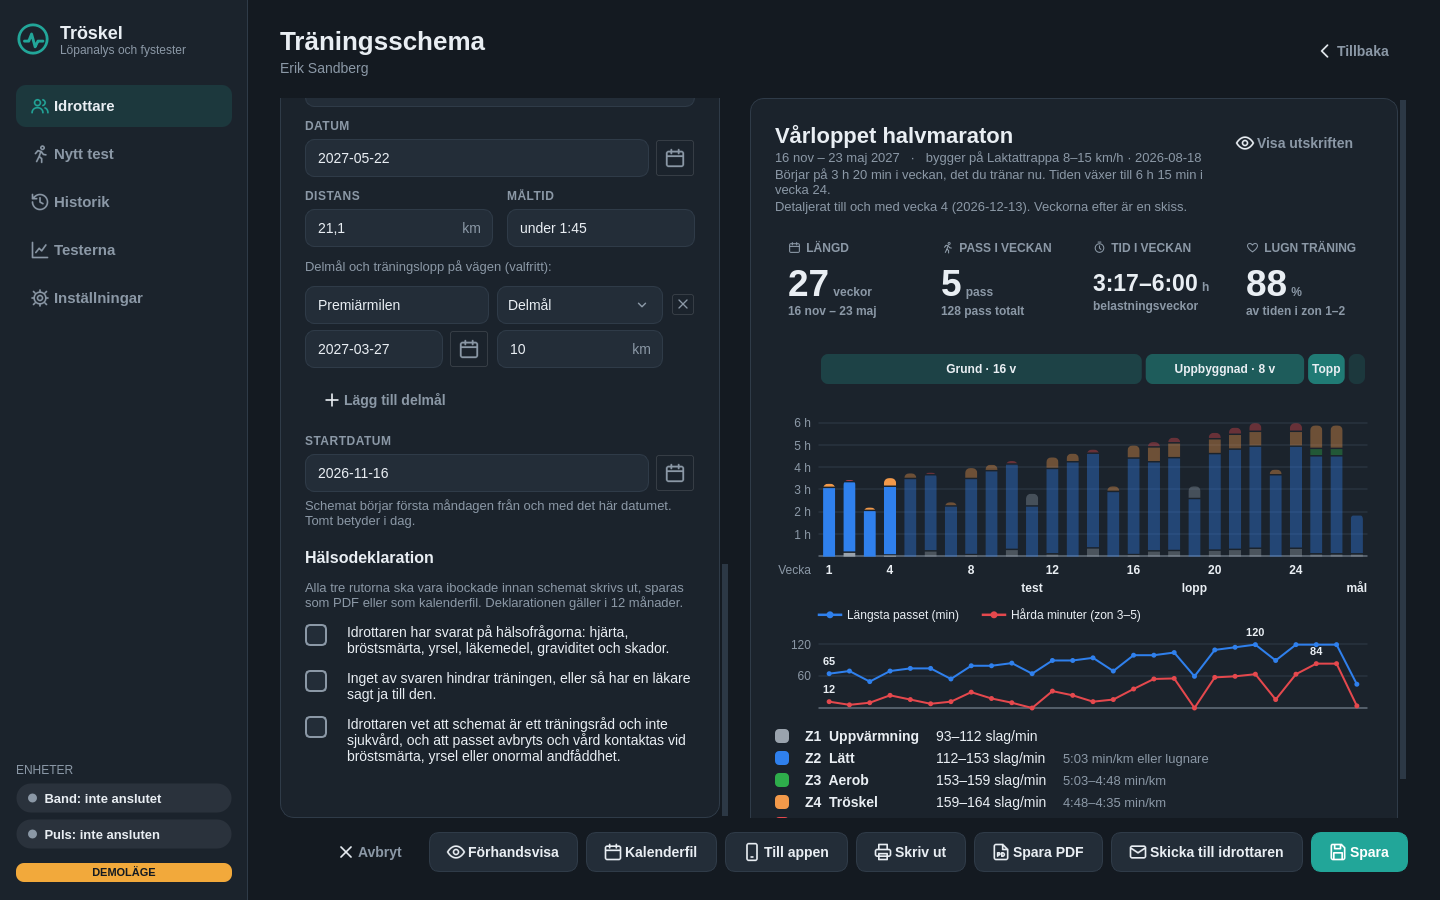 Tröskel
Löpanalys och fystester
Idrottare
Nytt test
Historik
Testerna
Inställningar
ENHETER
Band: inte anslutet
Puls: inte ansluten
DEMOLÄGE
Träningsschema
Erik Sandberg
Tillbaka
DATUM
2027-05-22
DISTANS MÅLTID
21,1 km under 1:45
Delmål och träningslopp på vägen (valfritt):
Premiärmilen Delmål
2027-03-27 10 km
Lägg till delmål
STARTDATUM
2026-11-16
Schemat börjar första måndagen från och med det här datumet.
Tomt betyder i dag.
Hälsodeklaration
Alla tre rutorna ska vara ibockade innan schemat skrivs ut, sparas
som PDF eller som kalenderfil. Deklarationen gäller i 12 månader.
Idrottaren har svarat på hälsofrågorna: hjärta,
bröstsmärta, yrsel, läkemedel, graviditet och skador.
Inget av svaren hindrar träningen, eller så har en läkare
sagt ja till den.
Idrottaren vet att schemat är ett träningsråd och inte
sjukvård, och att passet avbryts och vård kontaktas vid
bröstsmärta, yrsel eller onormal andfåddhet.
Vårloppet halvmaraton
Visa utskriften
16 nov – 23 maj 2027 · bygger på Laktattrappa 8–15 km/h · 2026-08-18
Börjar på 3 h 20 min i veckan, det du tränar nu. Tiden växer till 6 h 15 min i
vecka 24.
Detaljerat till och med vecka 4 (2026-12-13). Veckorna efter är en skiss.
LÄNGD PASS I VECKAN TID I VECKAN LUGN TRÄNING
27 veckor 5 pass 3:17–6:00 h 88 %
16 nov – 23 maj 128 pass totalt belastningsveckor av tiden i zon 1–2
Grund · 16 v Uppbyggnad · 8 v Topp
6 h
5 h
4 h
3 h
2 h
1 h
Vecka 1 4 8 12 16 20 24
test lopp mål
Längsta passet (min) Hårda minuter (zon 3–5)
120
120
84
65
60
12
Z1 Uppvärmning 93–112 slag/min
Z2 Lätt 112–153 slag/min 5:03 min/km eller lugnare
Z3 Aerob 153–159 slag/min 5:03–4:48 min/km
Z4 Tröskel 159–164 slag/min 4:48–4:35 min/km
Avbryt Förhandsvisa Kalenderfil Till appen Skriv ut Spara PDF Skicka till idrottaren Spara